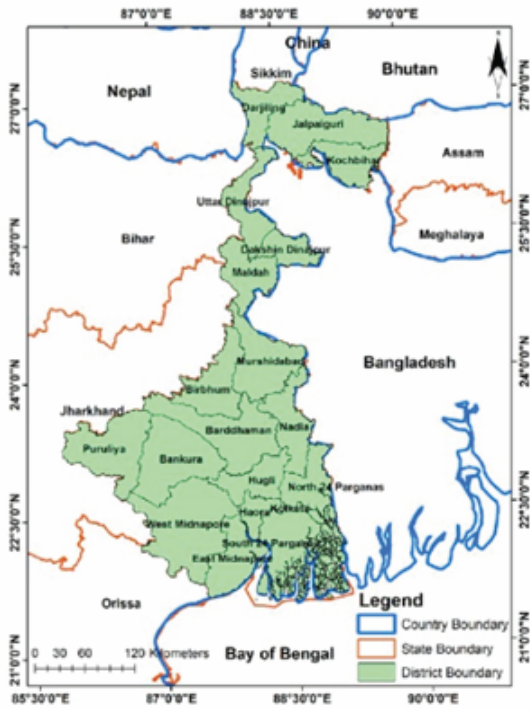 87°0'0"E 88°30'0"E 90°0'0"E
China
Sikkim
Bhutan
N
Nepal
27°0'0"N
27°0'0"N
Darjiling
Jalpaiguri
Kochbihar
Assam
Uttar Dinajpur
Meghalaya
25°30'0"N
25°30'0"N
Bihar
Dakshin Dinajpur
Maldah
Murshidabad
Bangladesh
24°0'0"N
24°0'0"N
Birbhum
Jharkhand
Barddhaman
Nadia
Puruliya
Bankura
Hugli
North 24 Parganas
22°30'0"N
22°30'0"N
Haora
Kolkata
West Midnapore
South 24 Parganas
East Midnapore
Orissa
Legend
Country Boundary
State Boundary
District Boundary
0 30 60 120 Kilometers
Bay of Bengal
21°0'0"N
21°0'0"N
85°30'0"E 87°0'0"E 88°30'0"E 90°0'0"E